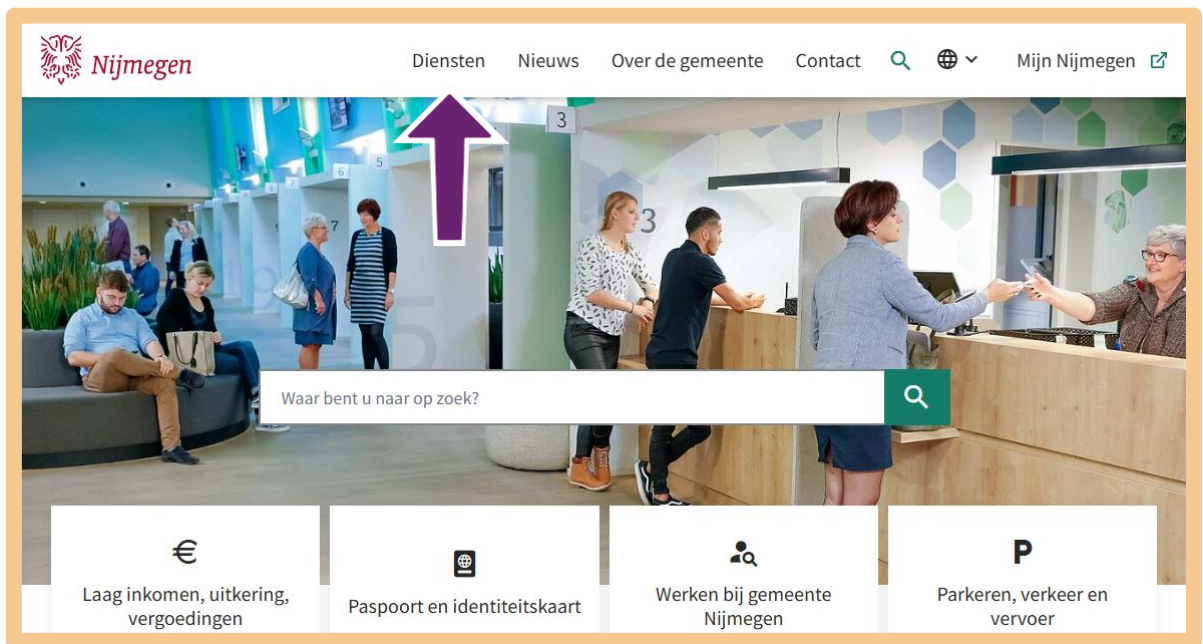 Nijmegen
Diensten Nieuws Over de gemeente Contact Mijn Nijmegen
3
5
6
7
3
Waar bent u naar op zoek?
€
Laag inkomen, uitkering,
vergoedingen
Paspoort en identiteitskaart
Werken bij gemeente
Nijmegen
P
Parkeren, verkeer en
vervoer